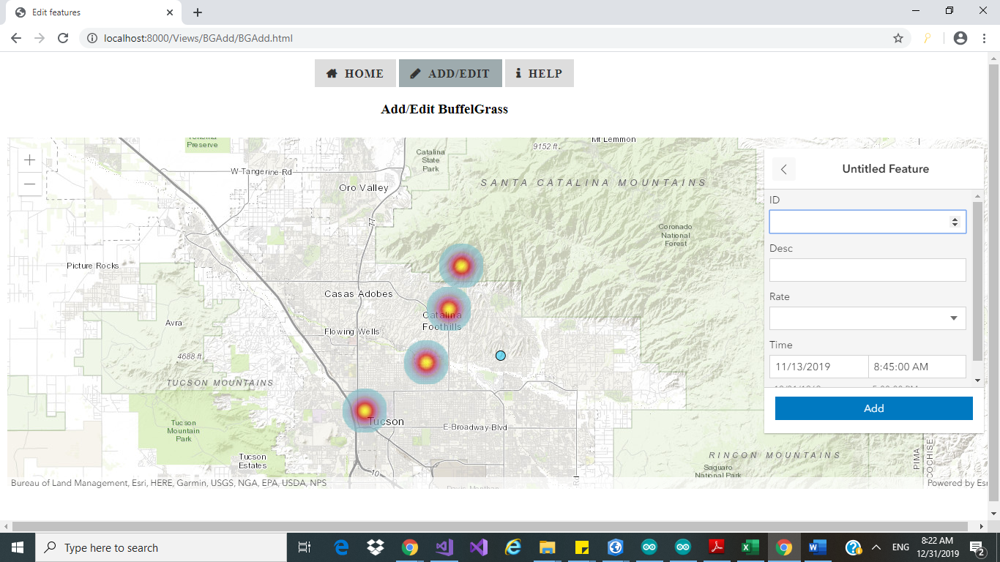 Edit features
localhost:8000/Views/BGAdd/BGAdd.html
HOME
ADD/EDIT
HELP
Add/Edit BuffelGrass
Preserve
Mt Lemmon
9152 ft.
Catalina
State
Park
W Tangerine Rd
Oro Valley
SANTA CATALINA MOUNTAINS
77
Coronado
National
Forest
Picture Rocks
Casas Adobes
Catalina
Foothills
Avra
Flowing Wells
4688 ft.
TUCSON MOUNTAINS
Tucson
Mountain
Park
Tucson
E Broadway Blvd
Tucson
Estates
10
RINCON MOUNTAINS
Saguaro
National Park
PIMA
COCHISE
Rd
Untitled Feature
ID
Desc
Rate
Time
11/13/2019
8:45:00 AM
Add
Bureau of Land Management, Esri, HERE, Garmin, USGS, NGA, EPA, USDA, NPS
Powered by Esri
Type here to search
ENG
8:22 AM
12/31/2019
2